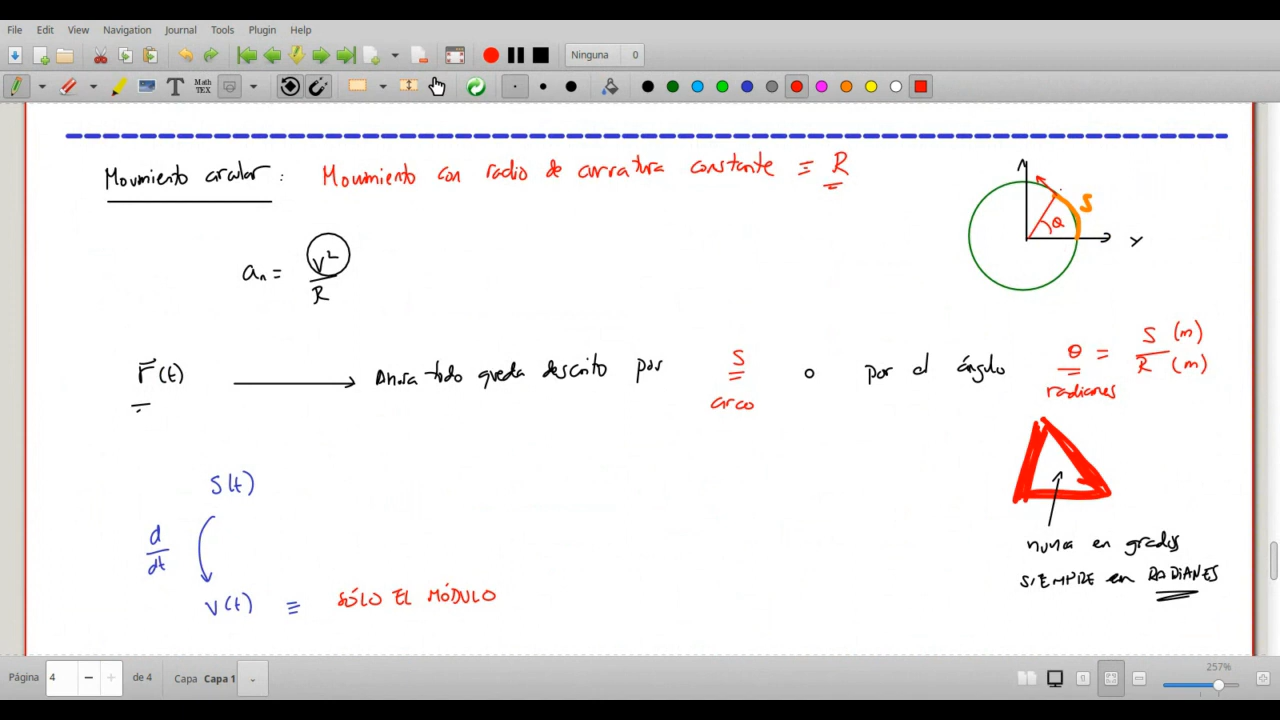 File Edit View Navigation Journal Tools Plugin Help
Ninguna 0
T Math TEX
Movimiento circular: Movimiento con radio de curvatura constante ≡ R
S
θ
x
aₙ = v²/R
r⃗(t) → Ahora todo queda descrito por S o por el ángulo θ = S (m) / R (m)
arco radianes
S(t)
d/dt
nunca en grados
SIEMPRE en RADIANES
v(t) ≡ SÓLO EL MÓDULO
Página 4 de 4 Capa Capa 1 257%